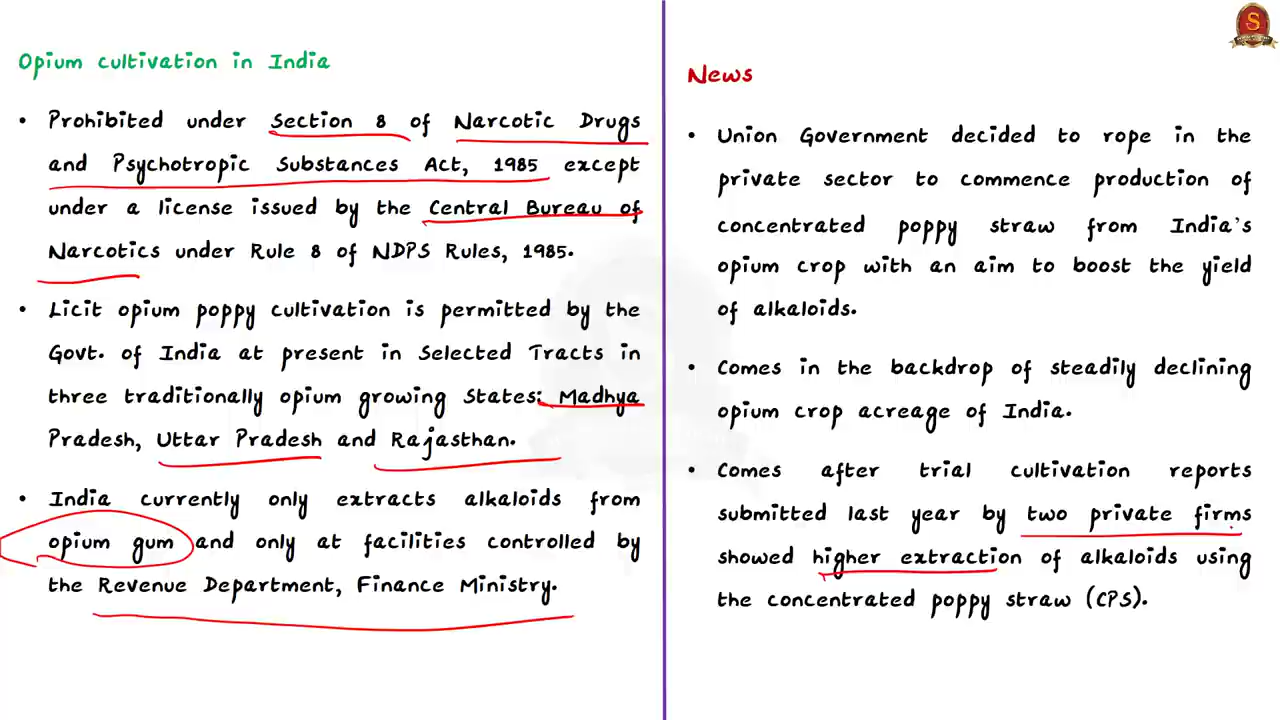 Opium cultivation in India
• Prohibited under Section 8 of Narcotic Drugs
and Psychotropic Substances Act, 1985 except
under a license issued by the Central Bureau of
Narcotics under Rule 8 of NDPS Rules, 1985.
• Licit opium poppy cultivation is permitted by the
Govt. of India at present in Selected Tracts in
three traditionally opium growing States: Madhya
Pradesh, Uttar Pradesh and Rajasthan.
• India currently only extracts alkaloids from
opium gum and only at facilities controlled by
the Revenue Department, Finance Ministry.
News
• Union Government decided to rope in the
private sector to commence production of
concentrated poppy straw from India's
opium crop with an aim to boost the yield
of alkaloids.
• Comes in the backdrop of steadily declining
opium crop acreage of India.
• Comes after trial cultivation reports
submitted last year by two private firms
showed higher extraction of alkaloids using
the concentrated poppy straw (CPS).
S